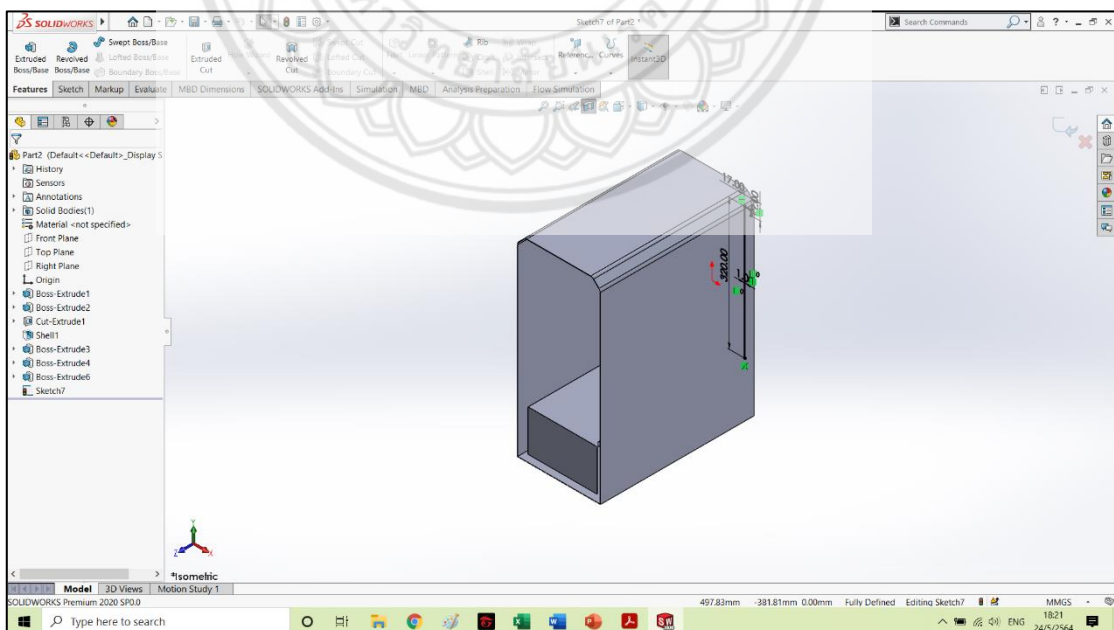 SOLIDWORKS
Sketch7 of Part2 *
Search Commands
Extruded Boss/Base
Revolved Boss/Base
Swept Boss/Base
Lofted Boss/Base
Boundary Boss/Base
Extruded Cut
Revolved Cut
Swept Cut
Lofted Cut
Boundary Cut
Rib
Wrap
Shell
Reference
Curves
Instant3D
Features Sketch Markup Evaluate MBD Dimensions SOLIDWORKS Add-Ins Simulation MBD Analysis Preparation Flow Simulation
Part2 (Default<<Default>_Display S
History
Sensors
Annotations
Solid Bodies(1)
Material <not specified>
Front Plane
Top Plane
Right Plane
Origin
Boss-Extrude1
Boss-Extrude2
Cut-Extrude1
Shell1
Boss-Extrude3
Boss-Extrude4
Boss-Extrude6
Sketch7
320.00
Y
Z
X
*Isometric
Model 3D Views Motion Study 1
SOLIDWORKS Premium 2020 SP0.0
497.83mm -381.81mm 0.00mm Fully Defined Editing Sketch7 MMGS
Type here to search
ENG
18:21
24/5/2564